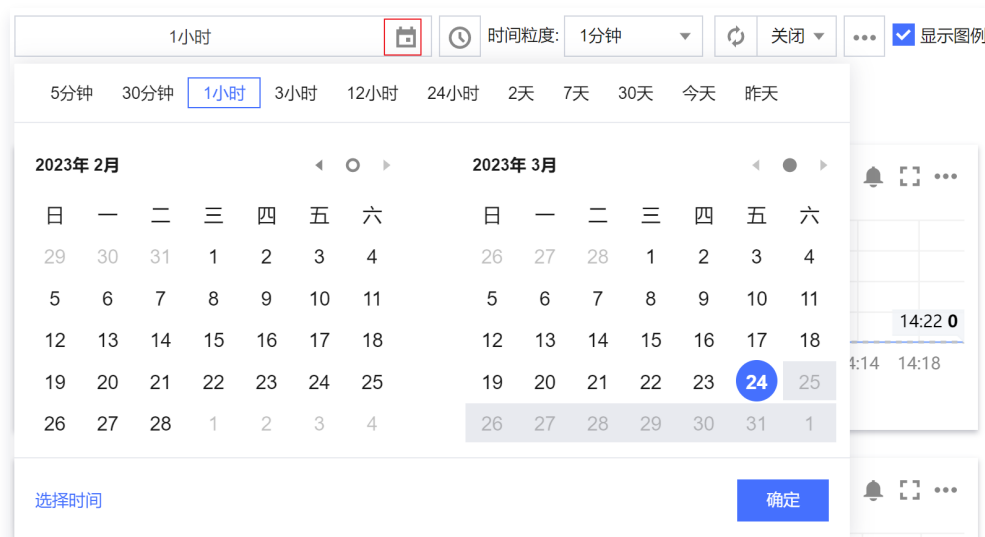 1小时 时间粒度: 1分钟 关闭 显示图例
5分钟 30分钟 1小时 3小时 12小时 24小时 2天 7天 30天 今天 昨天
2023年 2月 2023年 3月
日 一 二 三 四 五 六 日 一 二 三 四 五 六
29 30 31 1 2 3 4 26 27 28 1 2 3 4
5 6 7 8 9 10 11 5 6 7 8 9 10 11
14:22 0
12 13 14 15 16 17 18 12 13 14 15 16 17 18
4:14 14:18
19 20 21 22 23 24 25 19 20 21 22 23 24 25
26 27 28 1 2 3 4 26 27 28 29 30 31 1
选择时间 确定